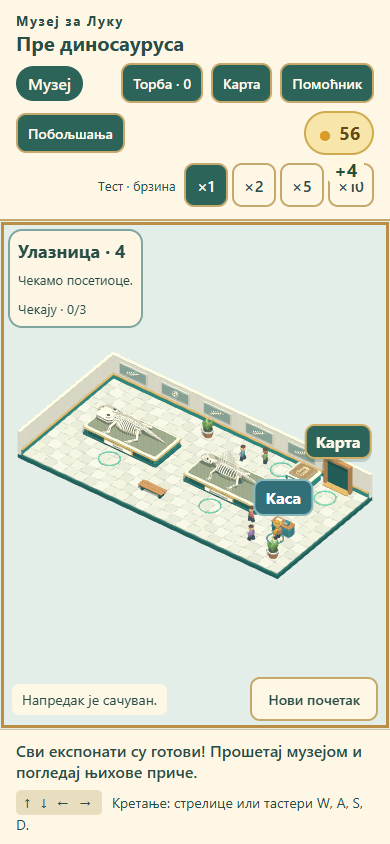 Музеј за Луку
Пре диносауруса
Музеј
Торба · 0
Карта
Помоћник
Побољшања
56
+4
Тест · брзина
×1
×2
×5
×10
Улазница · 4
Чекамо посетиоце.
Чекају · 0/3
Карта
Каса
Напредак је сачуван.
Нови почетак
Сви експонати су готови! Прошетај музејом и
погледај њихове приче.
↑ ↓ ← → Кретање: стрелице или тастери W, A, S,
D.